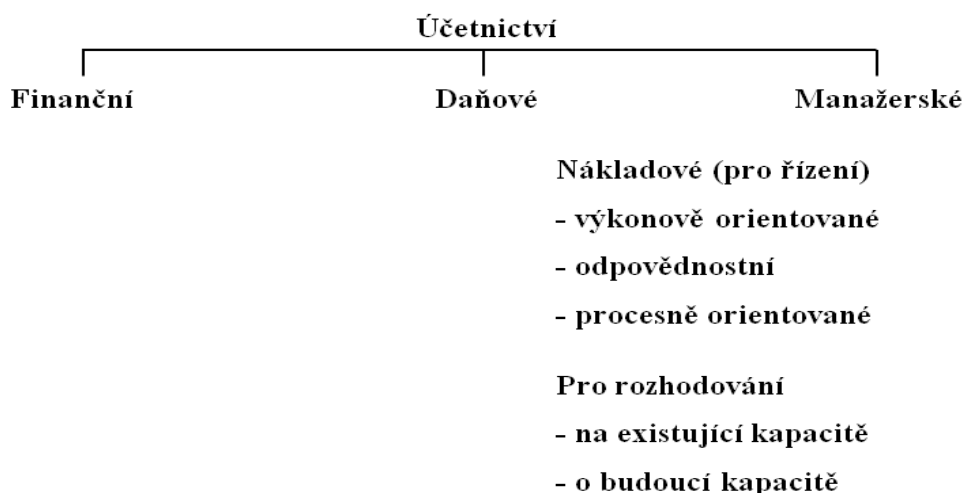 Účetnictví
Finanční Daňové Manažerské
Nákladové (pro řízení)
- výkonově orientované
- odpovědnostní
- procesně orientované
Pro rozhodování
- na existující kapacitě
- o budoucí kapacitě